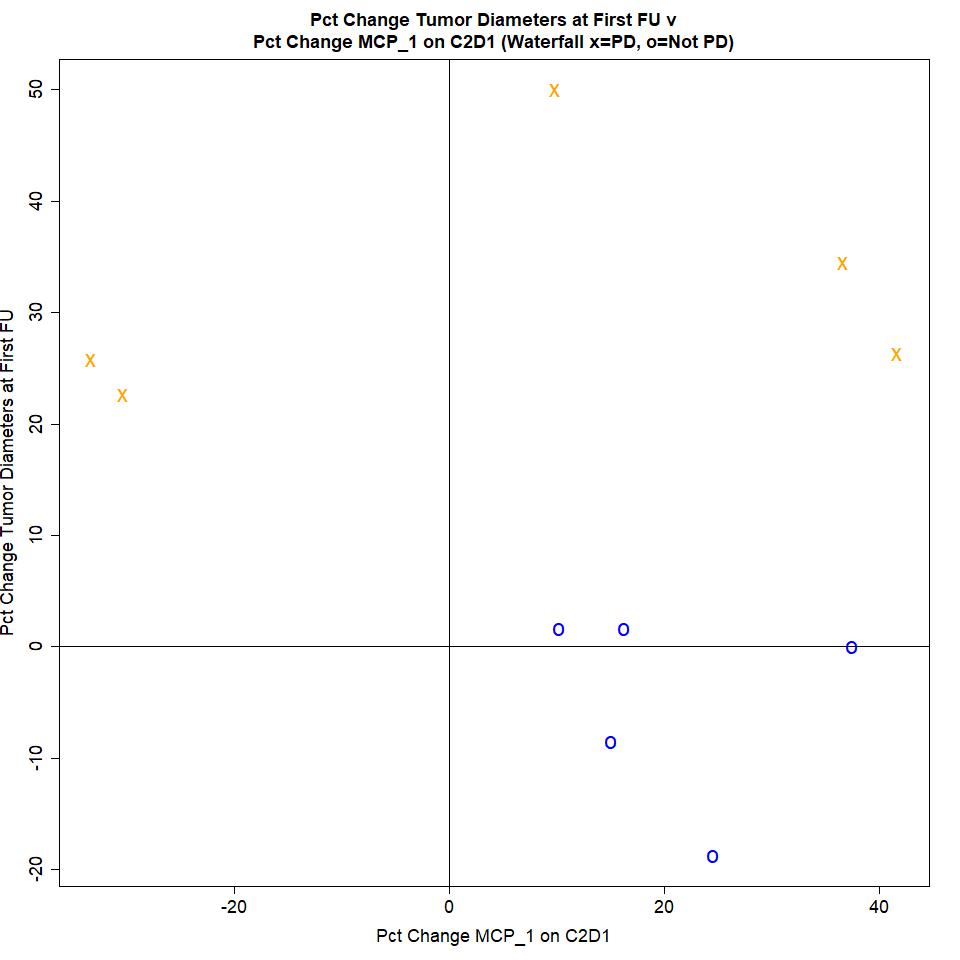 Pct Change Tumor Diameters at First FU v
Pct Change MCP_1 on C2D1 (Waterfall x=PD, o=Not PD)
Pct Change Tumor Diameters at First FU
50
40
30
20
10
0
-10
-20
X
X
X
X
X
O
O
O
O
O
-20
0
20
40
Pct Change MCP_1 on C2D1